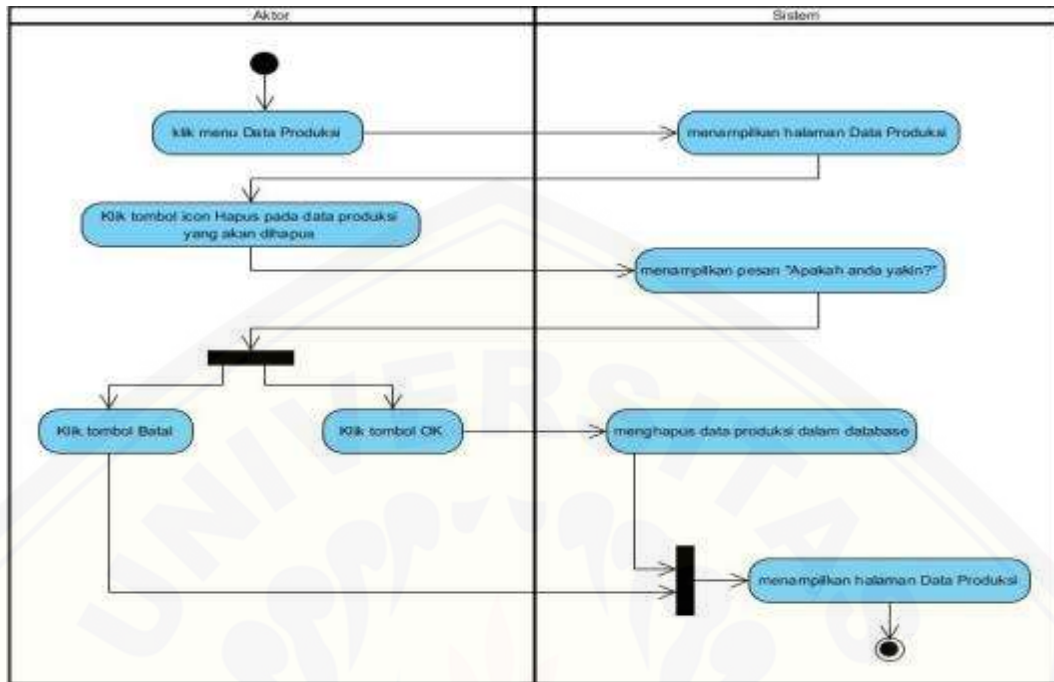 Aktor
Sistem
klik menu Data Produksi
menampilkan halaman Data Produksi
Klik tombol icon Hapus pada data produksi
yang akan dihapua
menampilkan pesan "Apakah anda yakin?"
Klik tombol Batal
Klik tombol OK
menghapus data produksi dalam database
menampilkan halaman Data Produksi
UNIVERSITAS